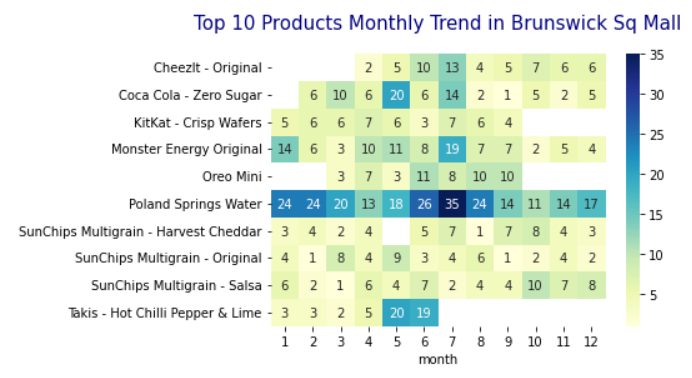 Top 10 Products Monthly Trend in Brunswick Sq Mall
CheezIt - Original 2 5 10 13 4 5 7 6 6
Coca Cola - Zero Sugar 6 10 6 20 6 14 2 1 5 2 5
KitKat - Crisp Wafers 5 6 6 7 6 3 7 6 4
Monster Energy Original 14 6 3 10 11 8 19 7 7 2 5 4
Oreo Mini 3 7 3 11 8 10 10
Poland Springs Water 24 24 20 13 18 26 35 24 14 11 14 17
SunChips Multigrain - Harvest Cheddar 3 4 2 4 5 7 1 7 8 4 3
SunChips Multigrain - Original 4 1 8 4 9 3 4 6 1 2 4 2
SunChips Multigrain - Salsa 6 2 1 6 4 7 2 4 4 10 7 8
Takis - Hot Chilli Pepper & Lime 3 3 2 5 20 19
1 2 3 4 5 6 7 8 9 10 11 12
month
35
30
25
20
15
10
5